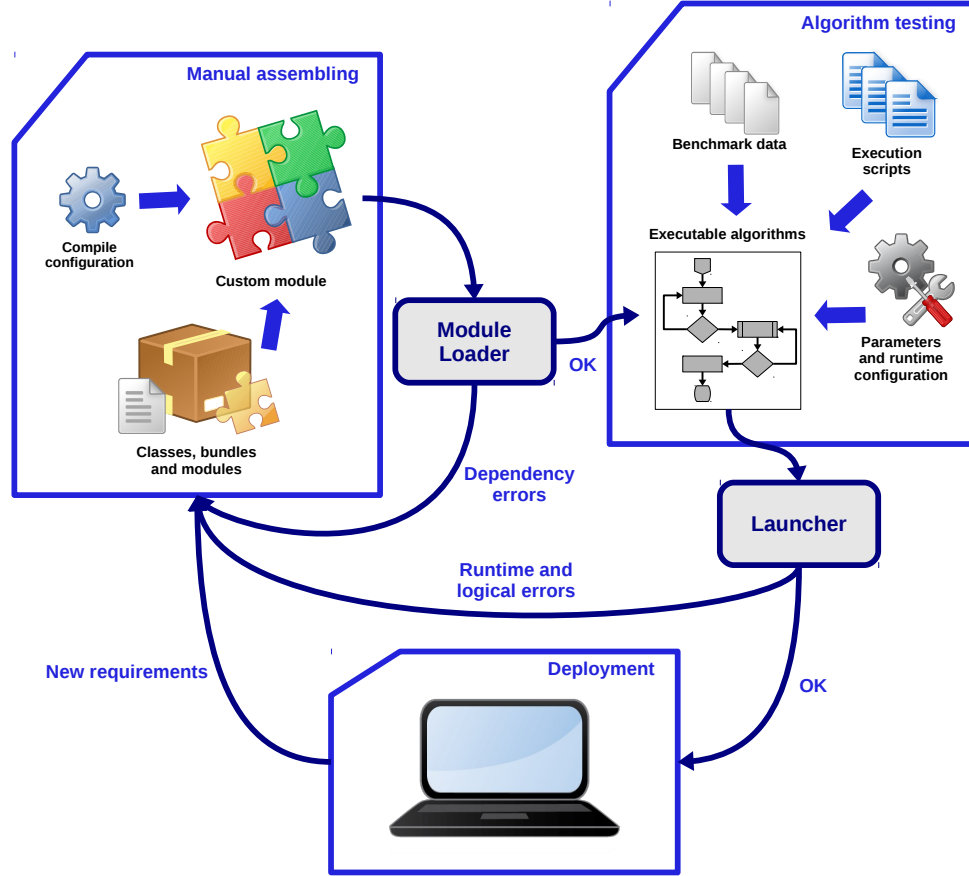 Manual assembling
Compile
configuration
Custom module
Classes, bundles
and modules
Module
Loader
OK
Dependency
errors
Algorithm testing
Benchmark data
Execution
scripts
Executable algorithms
Parameters
and runtime
configuration
Launcher
Runtime and
logical errors
New requirements
Deployment
OK